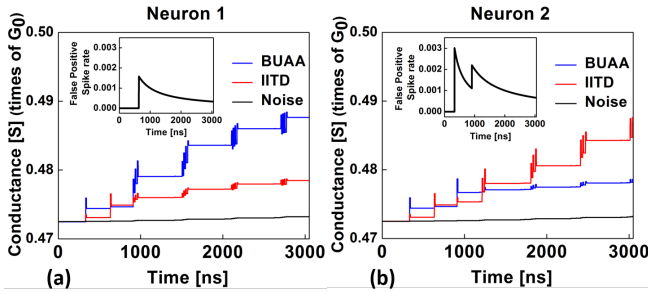 Neuron 1
Conductance [S] (times of G0)
0.49
0.48
0.47
False Positive
Spike rate
0.003
0.002
0.001
0.000
0 1000 2000 3000
Time [ns]
BUAA
IITD
Noise
0 1000 2000 3000
Time [ns]
(a)
Neuron 2
Conductance [S] (times of G0)
0.49
0.48
0.47
False Positive
Spike rate
0.003
0.002
0.001
0.000
0 1000 2000 3000
Time [ns]
BUAA
IITD
Noise
0 1000 2000 3000
Time [ns]
(b)